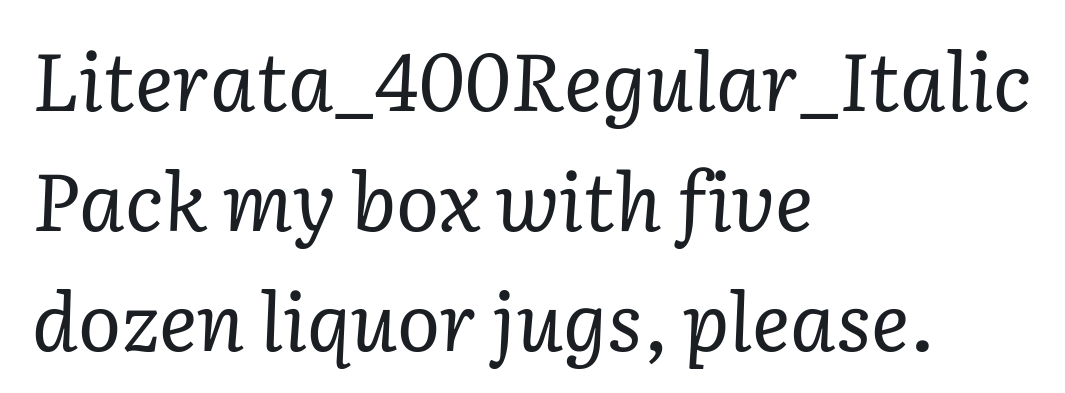 Literata_400Regular_Italic
Pack my box with five
dozen liquor jugs, please.